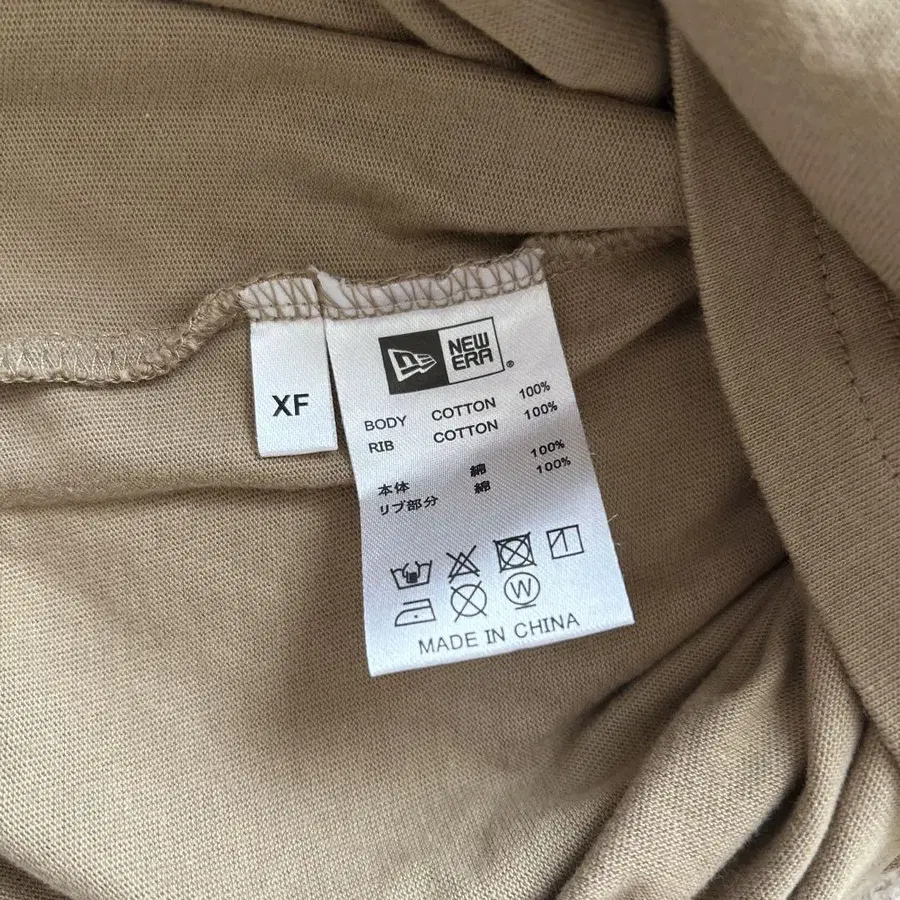 XF
NEW
ERA
BODY COTTON 100%
RIB COTTON 100%
本体 綿 100%
リブ部分 綿 100%
W
MADE IN CHINA